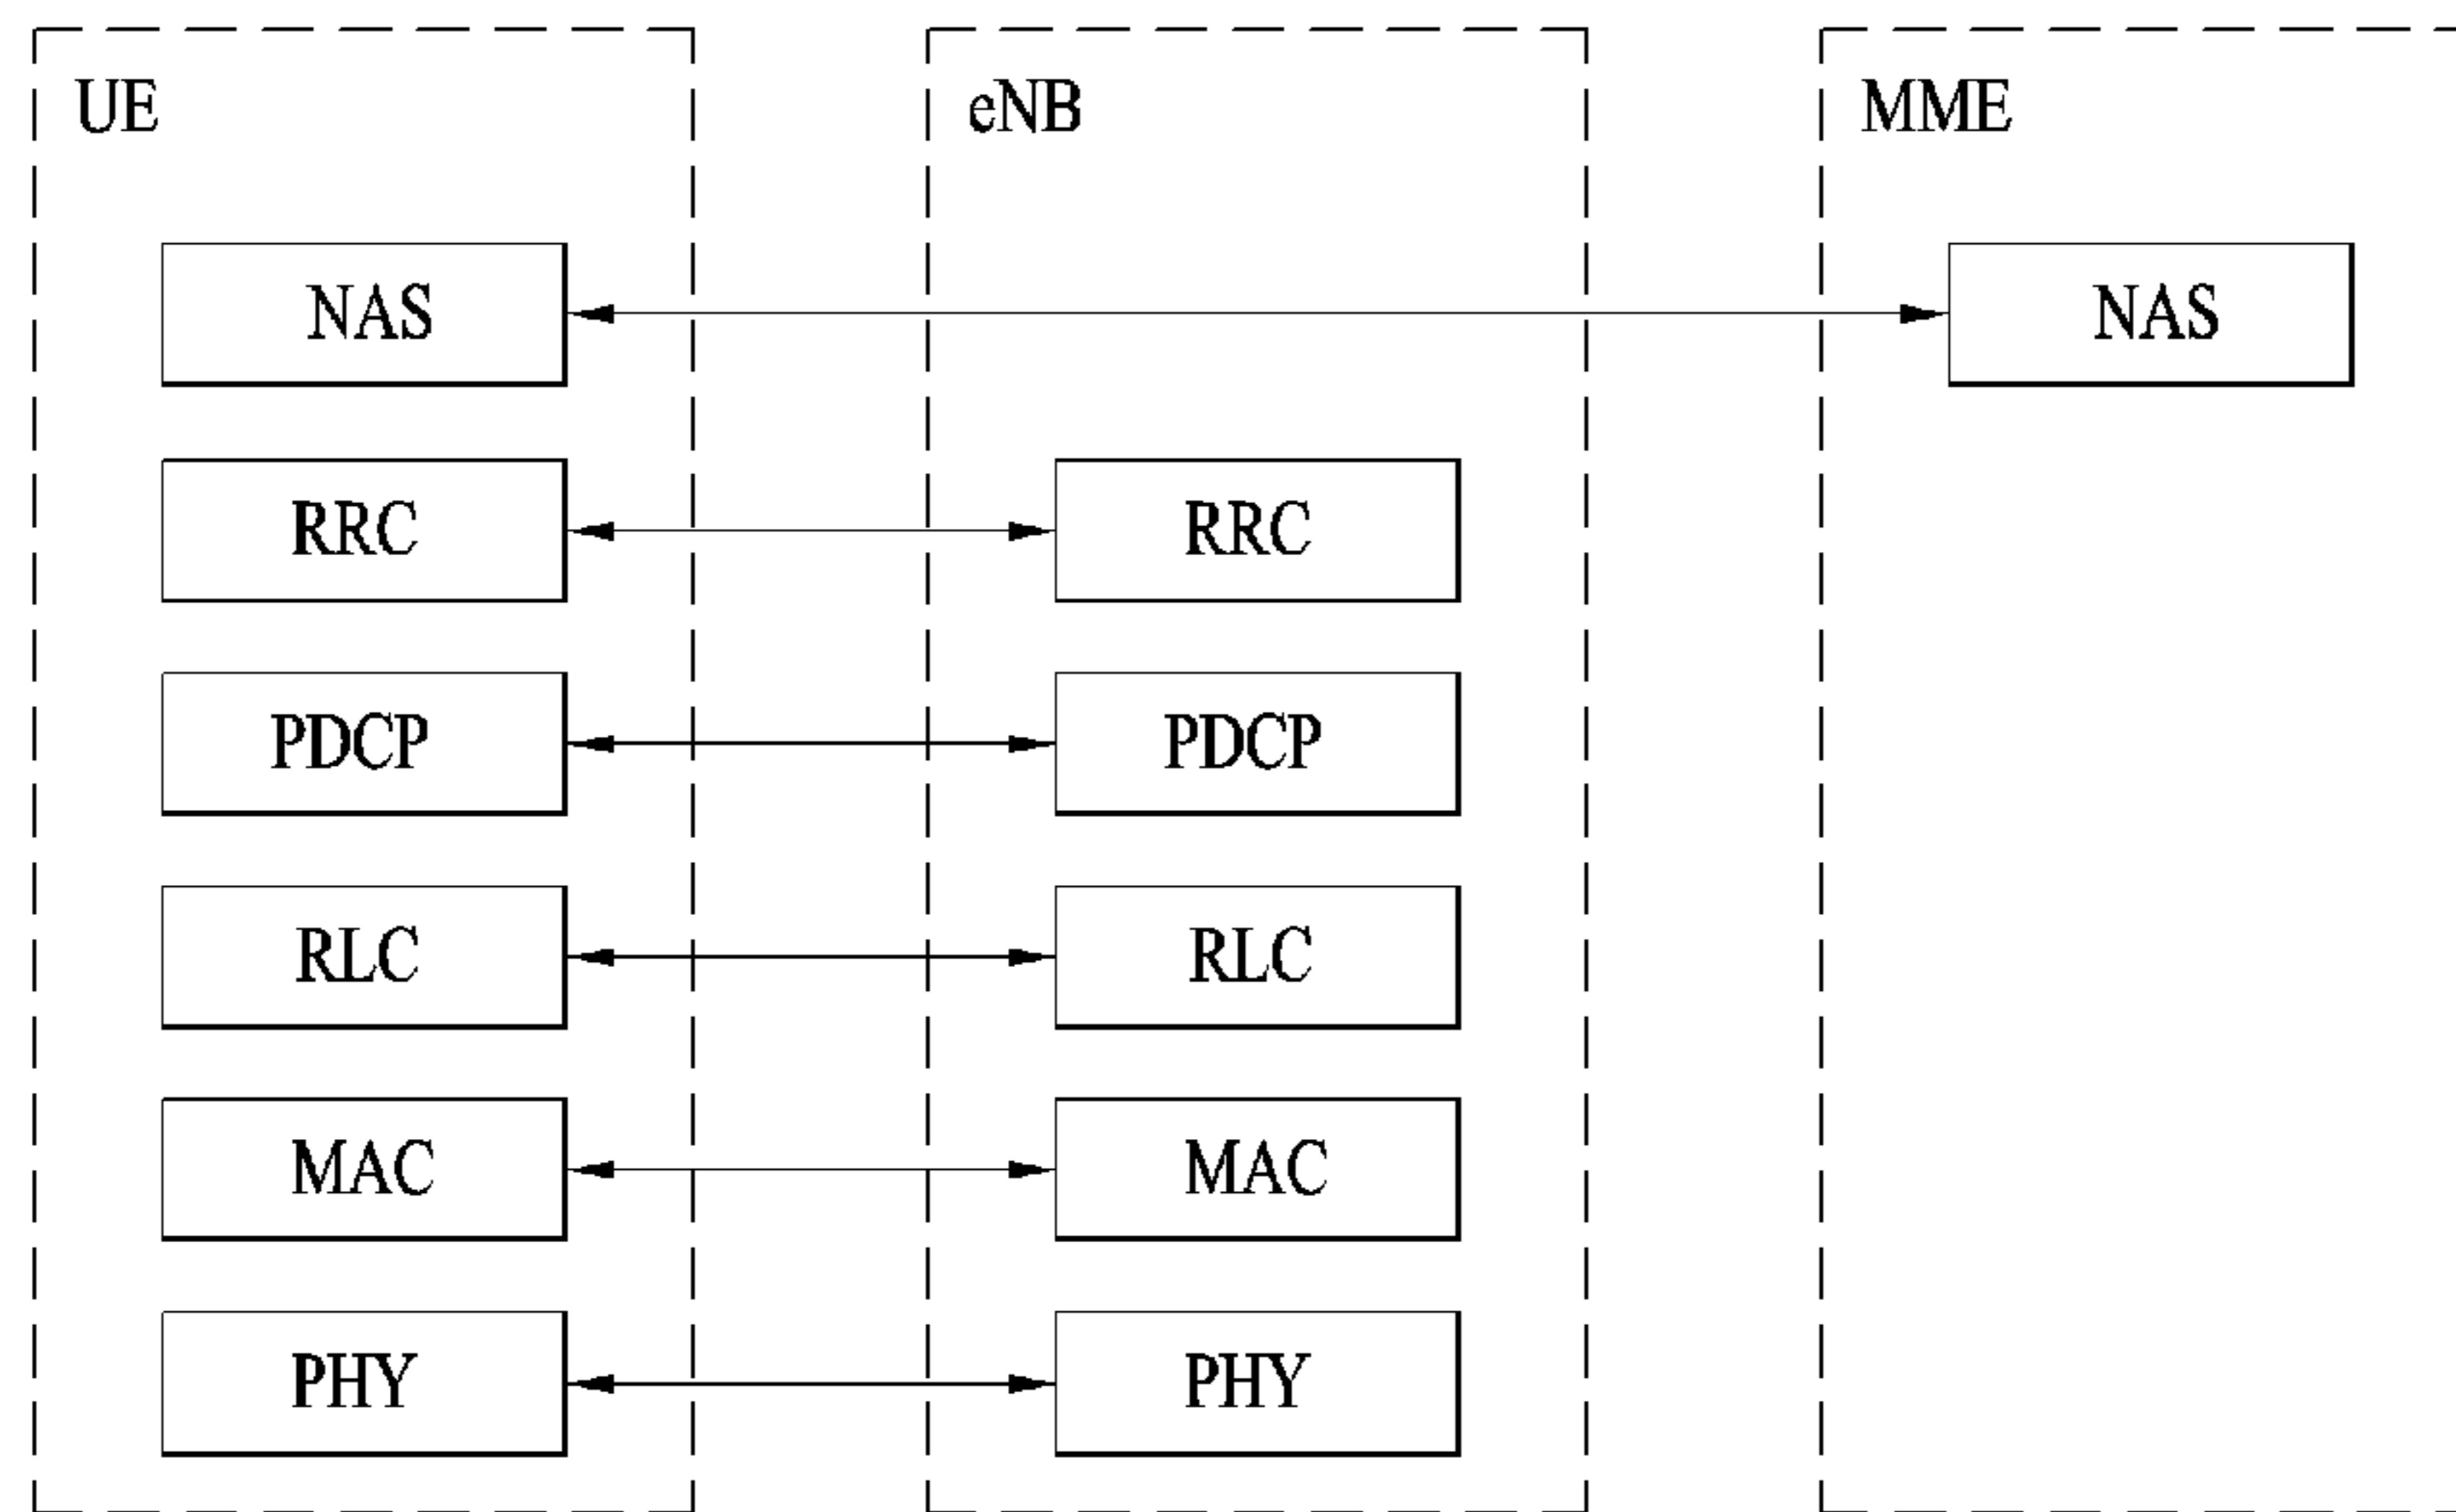 UE eNB MME
NAS NAS
RRC RRC
PDCP PDCP
RLC RLC
MAC MAC
PHY PHY